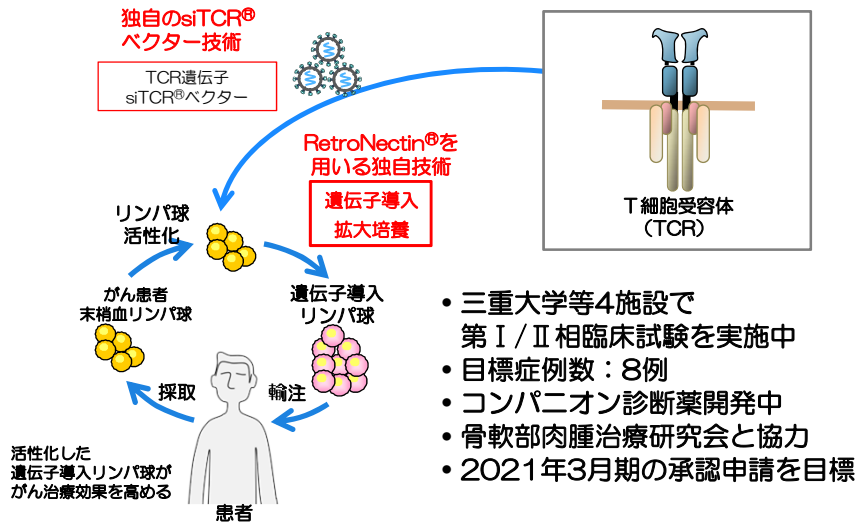 独自のsiTCR®
ベクター技術
TCR遺伝子
siTCR®ベクター
RetroNectin®を
用いる独自技術
遺伝子導入
拡大培養
T細胞受容体
（TCR）
リンパ球
活性化
がん患者
末梢血リンパ球
遺伝子導入
リンパ球
採取
輸注
活性化した
遺伝子導入リンパ球が
がん治療効果を高める
患者
•三重大学等4施設で
第Ⅰ/Ⅱ相臨床試験を実施中
•目標症例数：8例
•コンパニオン診断薬開発中
•骨軟部肉腫治療研究会と協力
•2021年3月期の承認申請を目標